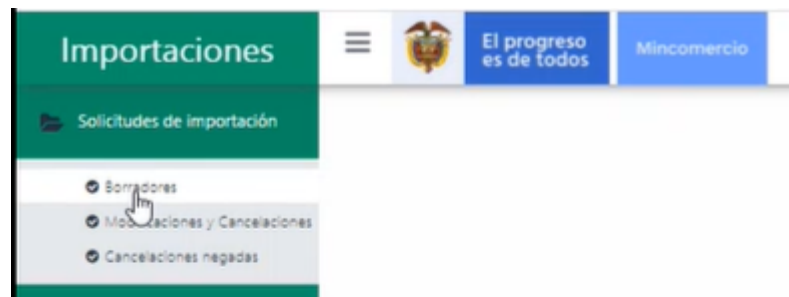 Importaciones
El progreso
es de todos
Mincomercio
Solicitudes de importación
Borradores
y Cancelaciones
Cancelaciones negadas